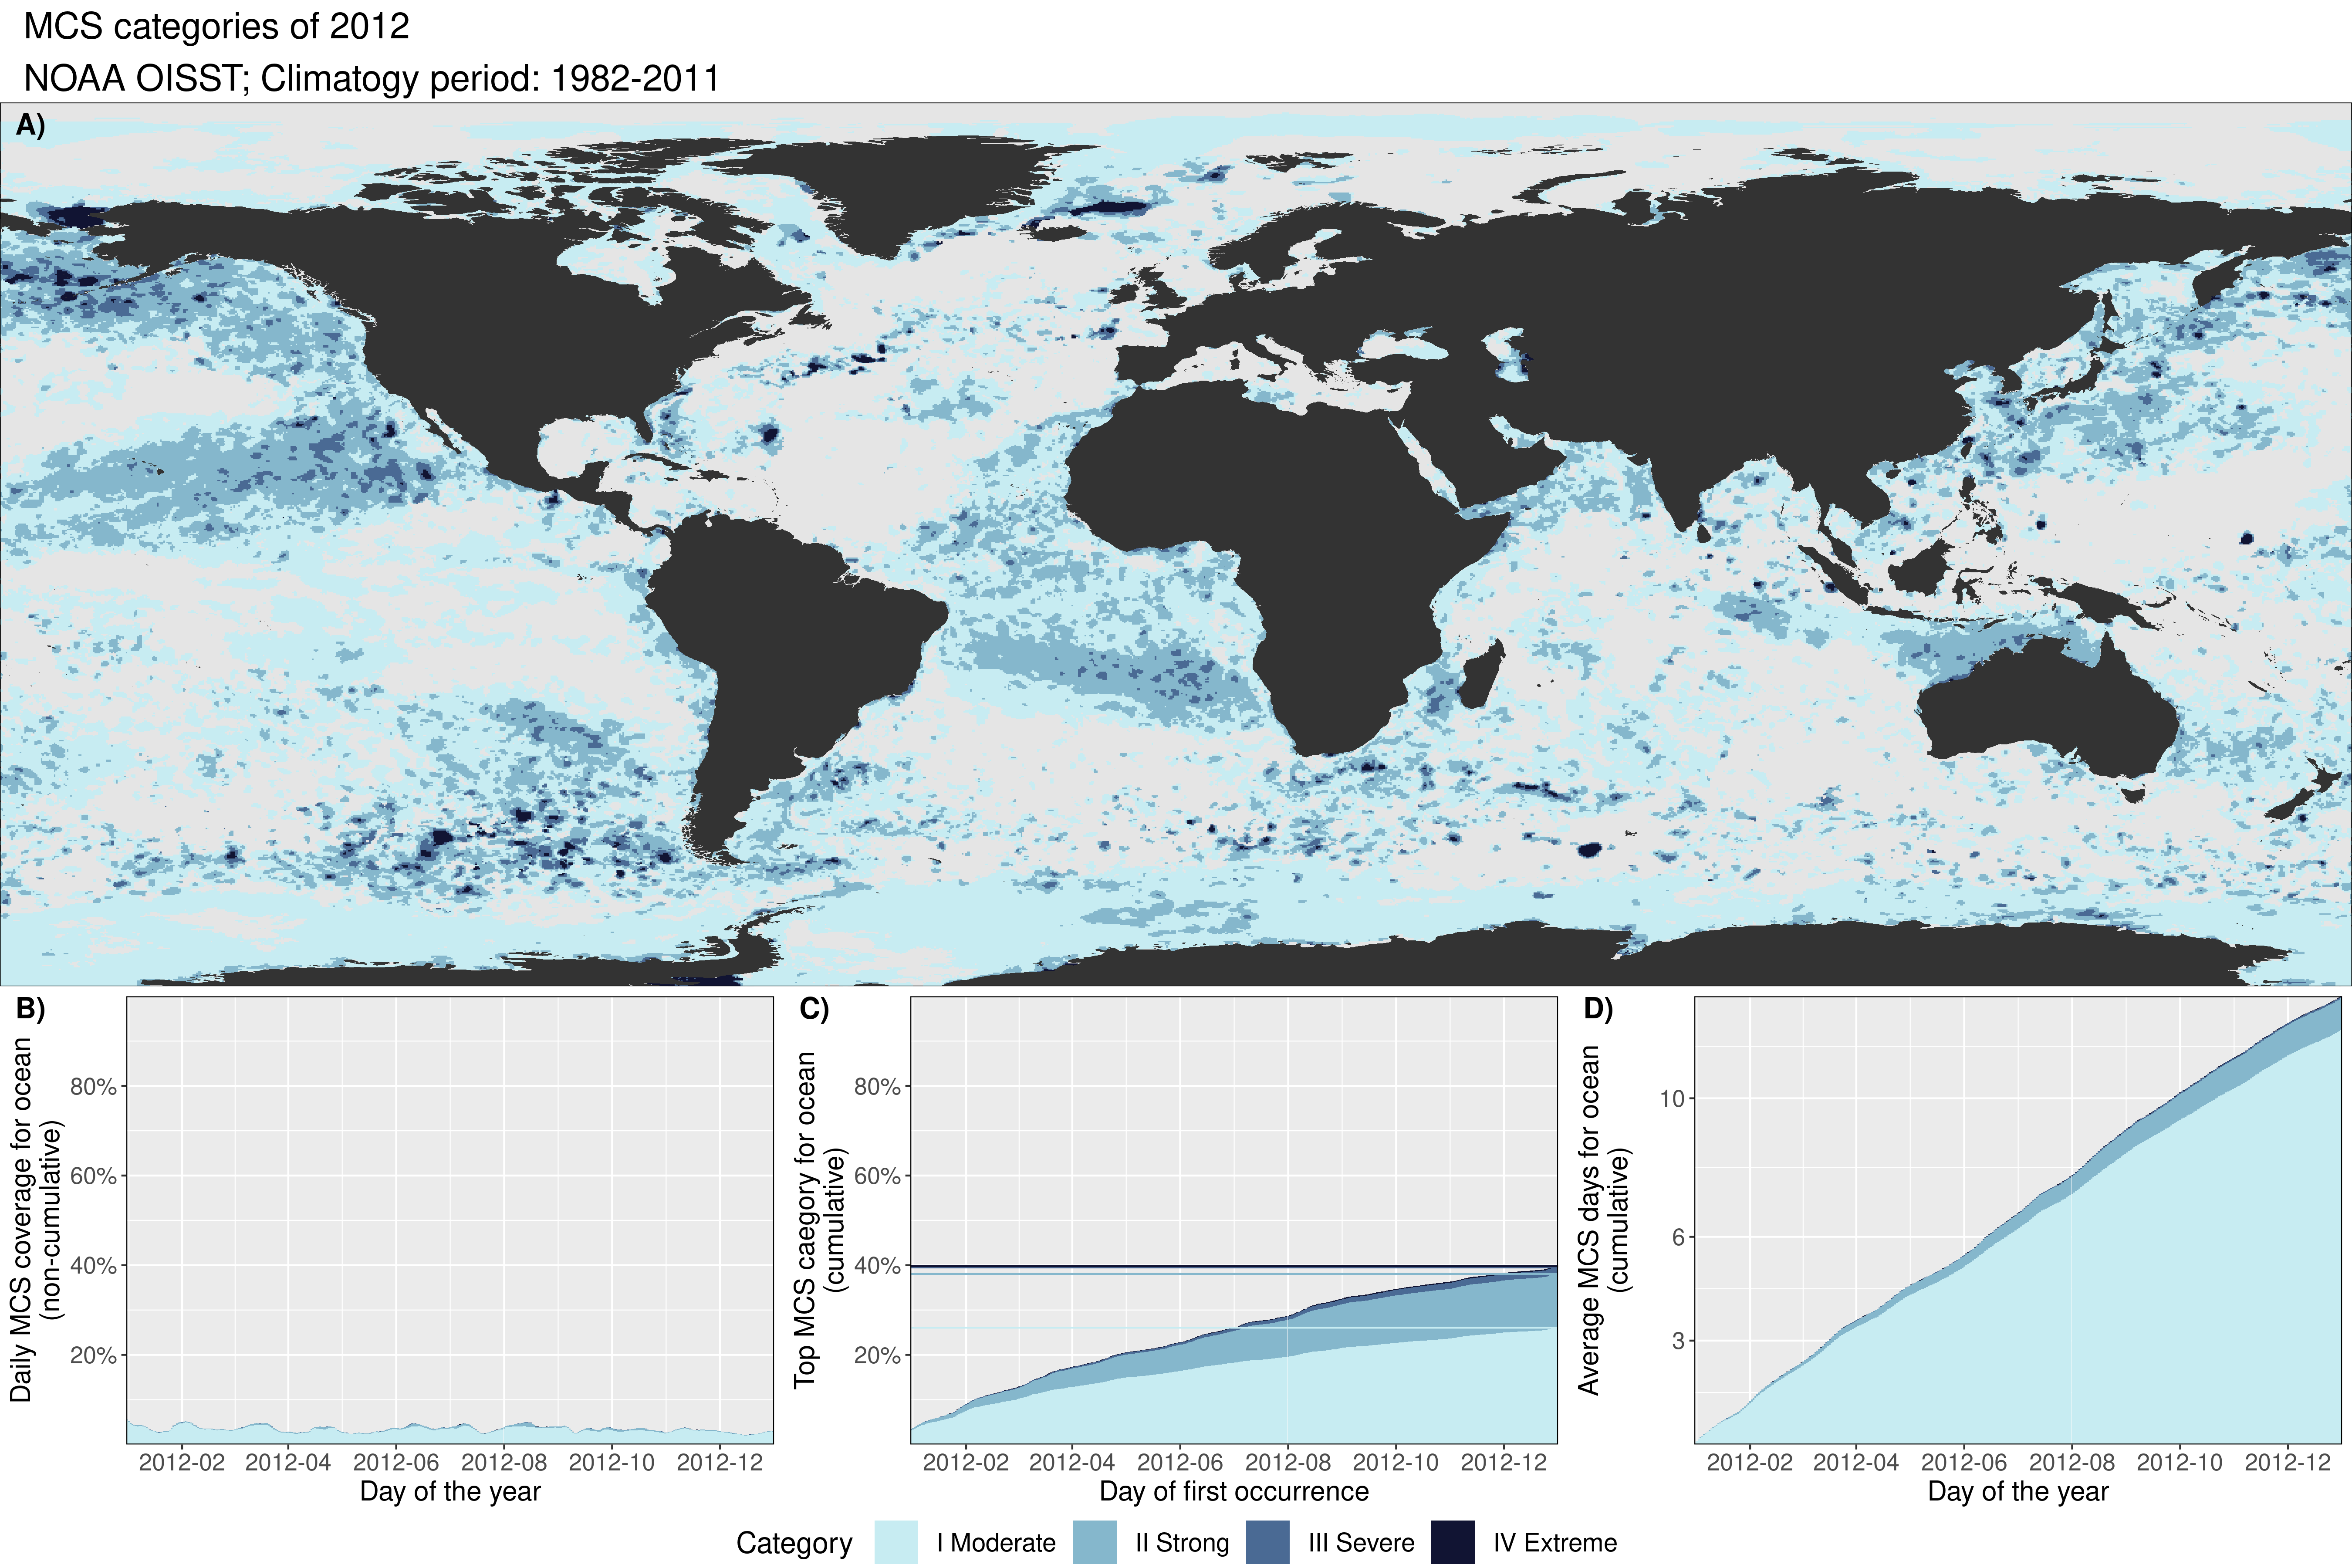 MCS categories of 2012
NOAA OISST; Climatogy period: 1982-2011
A)
B)
Daily MCS coverage for ocean
(non-cumulative)
80%
60%
40%
20%
2012-02 2012-04 2012-06 2012-08 2012-10 2012-12
Day of the year
C)
Top MCS caegory for ocean
(cumulative)
80%
60%
40%
20%
2012-02 2012-04 2012-06 2012-08 2012-10 2012-12
Day of first occurrence
D)
Average MCS days for ocean
(cumulative)
10
6
3
2012-02 2012-04 2012-06 2012-08 2012-10 2012-12
Day of the year
Category I Moderate II Strong III Severe IV Extreme